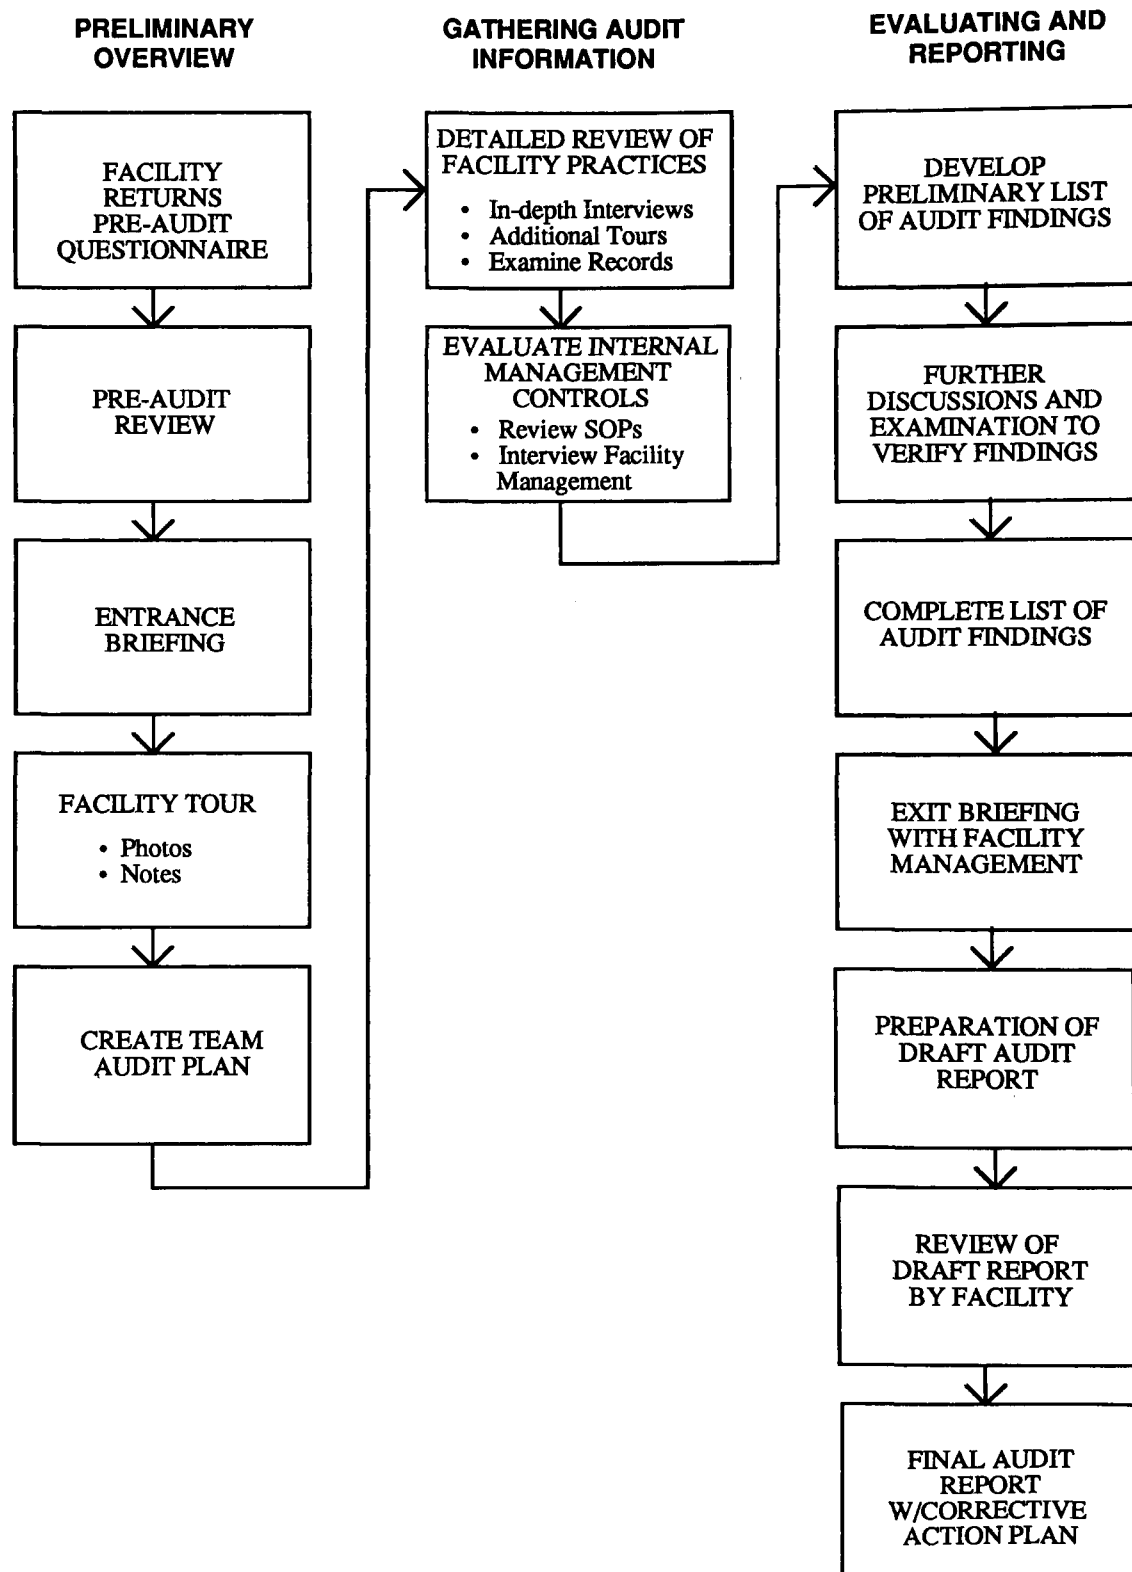 PRELIMINARY
OVERVIEW
FACILITY
RETURNS
PRE-AUDIT
QUESTIONNAIRE
PRE-AUDIT
REVIEW
ENTRANCE
BRIEFING
FACILITY TOUR
• Photos
• Notes
CREATE TEAM
AUDIT PLAN
GATHERING AUDIT
INFORMATION
DETAILED REVIEW OF
FACILITY PRACTICES
• In-depth Interviews
• Additional Tours
• Examine Records
EVALUATE INTERNAL
MANAGEMENT
CONTROLS
• Review SOPs
• Interview Facility
Management
EVALUATING AND
REPORTING
DEVELOP
PRELIMINARY LIST
OF AUDIT FINDINGS
FURTHER
DISCUSSIONS AND
EXAMINATION TO
VERIFY FINDINGS
COMPLETE LIST OF
AUDIT FINDINGS
EXIT BRIEFING
WITH FACILITY
MANAGEMENT
PREPARATION OF
DRAFT AUDIT
REPORT
REVIEW OF
DRAFT REPORT
BY FACILITY
FINAL AUDIT
REPORT
W/CORRECTIVE
ACTION PLAN